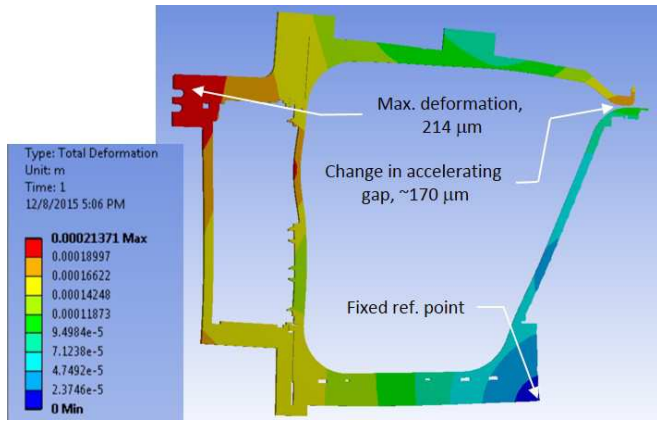 Max. deformation,
214 μm
Change in accelerating
gap, ~170 μm
Fixed ref. point
Type: Total Deformation
Unit: m
Time: 1
12/8/2015 5:06 PM
0.00021371 Max
0.00018997
0.00016622
0.00014248
0.00011873
9.4984e-5
7.1238e-5
4.7492e-5
2.3746e-5
0 Min